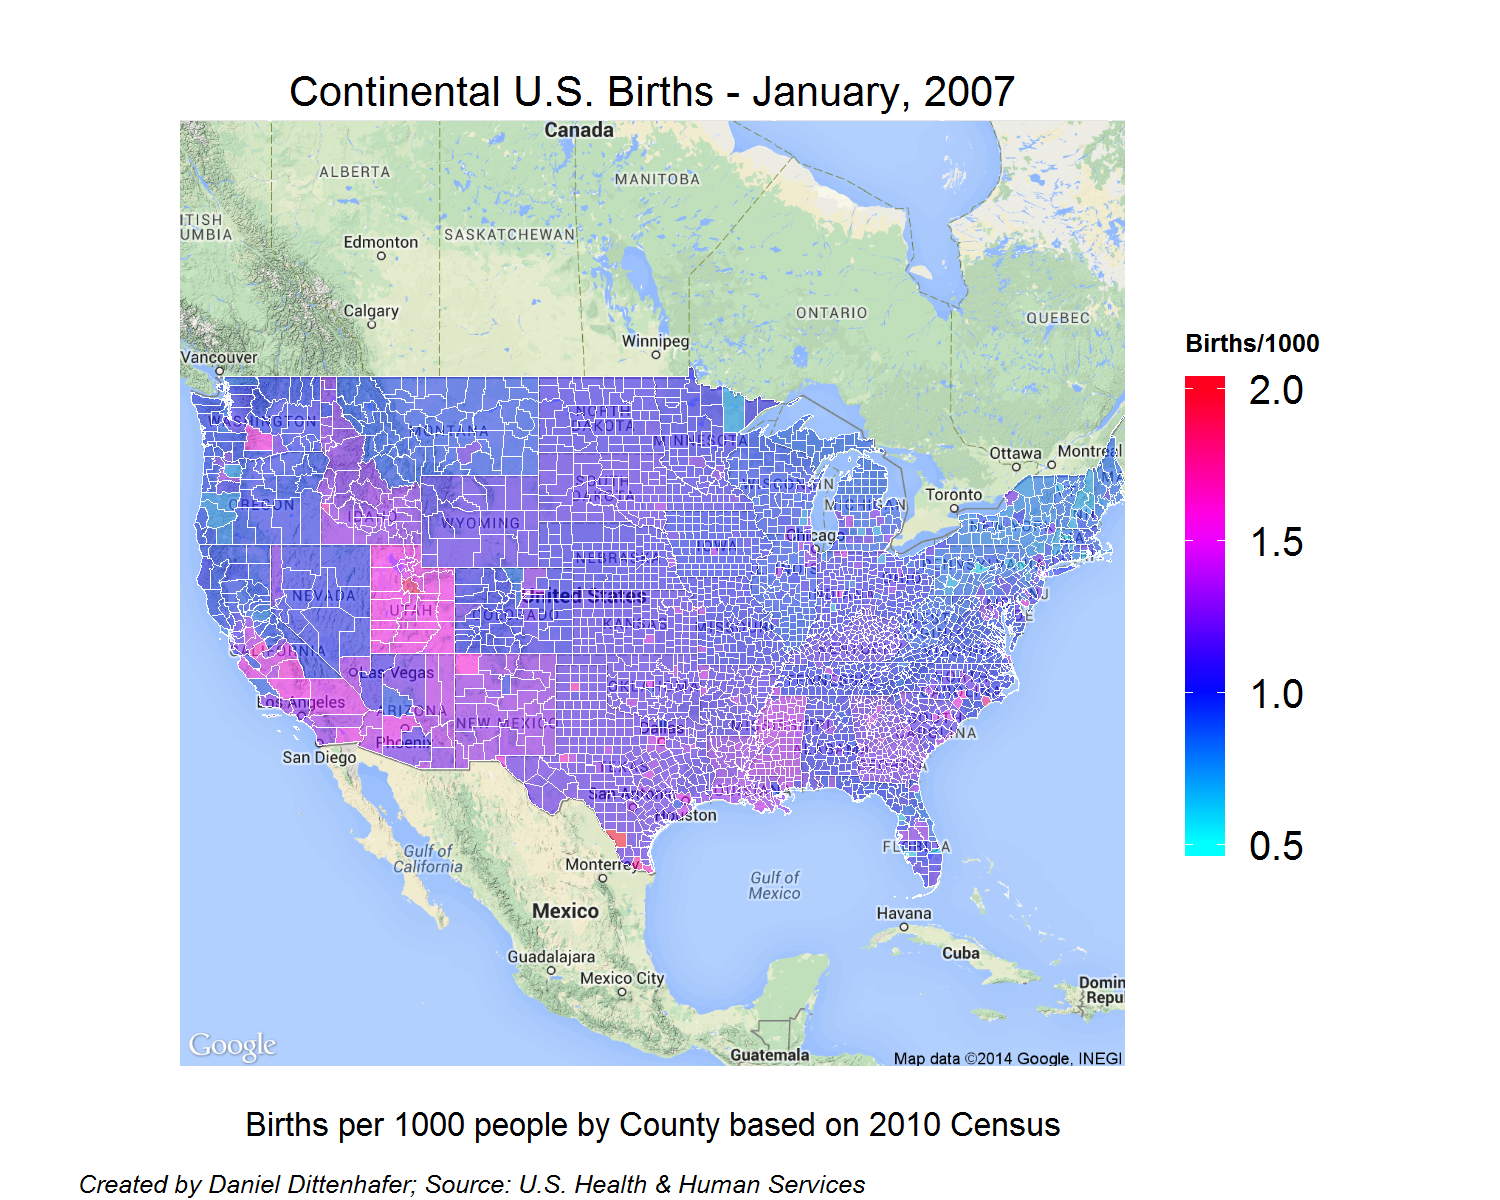 Continental U.S. Births - January, 2007
Canada
ALBERTA
MANITOBA
ITISH
UMBIA
Edmonton
SASKATCHEWAN
Calgary
ONTARIO
QUEBEC
Winnipeg
Vancouver
Births/1000
2.0
1.5
1.0
0.5
WASHINGTON
MONTANA
NORTH
DAKOTA
MINNESOTA
Ottawa
Montreal
OREGON
IDAHO
WYOMING
SOUTH
DAKOTA
WISCONSIN
MICHIGAN
Toronto
Chicago
IOWA
NEBRASKA
NEVADA
UTAH
COLORADO
United States
KANSAS
MISSOURI
CALIFORNIA
Las Vegas
Los Angeles
ARIZONA
NEW MEXICO
OKLAHOMA
Dallas
Phoenix
San Diego
TEXAS
San Antonio
Houston
FLORIDA
Gulf of
California
Monterrey
Gulf of
Mexico
Mexico
Havana
Cuba
Guadalajara
Mexico City
Domin
Repu
Guatemala
Google
Map data ©2014 Google, INEGI
Births per 1000 people by County based on 2010 Census
Created by Daniel Dittenhafer; Source: U.S. Health & Human Services